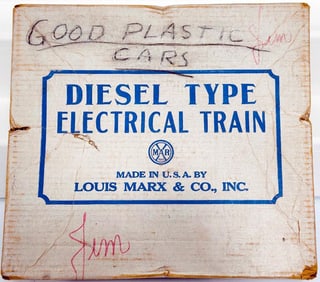 GOOD PLASTIC Jim
CARS
DIESEL TYPE
ELECTRICAL TRAIN
MAR
MADE IN U.S.A. BY
LOUIS MARX & CO., INC.
Jim